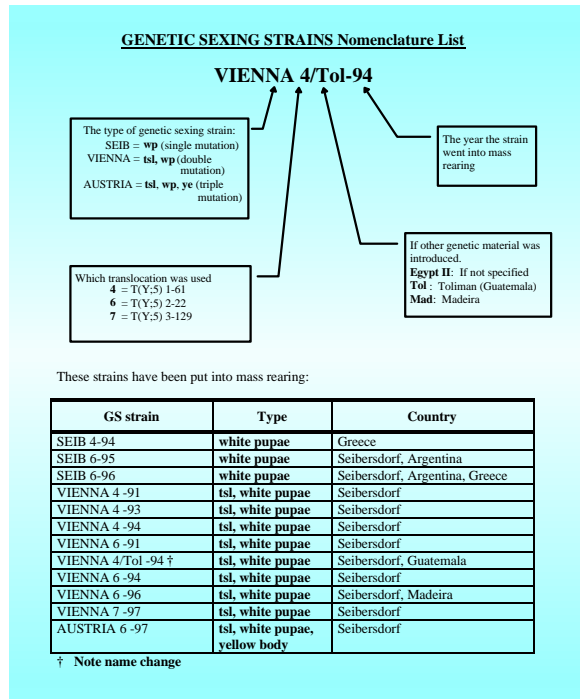 GENETIC SEXING STRAINS Nomenclature List
VIENNA 4/Tol-94
The type of genetic sexing strain:
SEIB = wp (single mutation)
VIENNA = tsl, wp (double
mutation)
AUSTRIA = tsl, wp, ye (triple
mutation)
The year the strain
went into mass
rearing
Which translocation was used
4 = T(Y;5) 1-61
6 = T(Y;5) 2-22
7 = T(Y;5) 3-129
If other genetic material was
introduced.
Egypt II: If not specified
Tol : Toliman (Guatemala)
Mad: Madeira
These strains have been put into mass rearing:
GS strain Type Country
SEIB 4-94 white pupae Greece
SEIB 6-95 white pupae Seibersdorf, Argentina
SEIB 6-96 white pupae Seibersdorf, Argentina, Greece
VIENNA 4 -91 tsl, white pupae Seibersdorf
VIENNA 4 -93 tsl, white pupae Seibersdorf
VIENNA 4 -94 tsl, white pupae Seibersdorf
VIENNA 6 -91 tsl, white pupae Seibersdorf
VIENNA 4/Tol -94 † tsl, white pupae Seibersdorf, Guatemala
VIENNA 6 -94 tsl, white pupae Seibersdorf
VIENNA 6 -96 tsl, white pupae Seibersdorf, Madeira
VIENNA 7 -97 tsl, white pupae Seibersdorf
AUSTRIA 6 -97 tsl, white pupae, Seibersdorf
yellow body
† Note name change